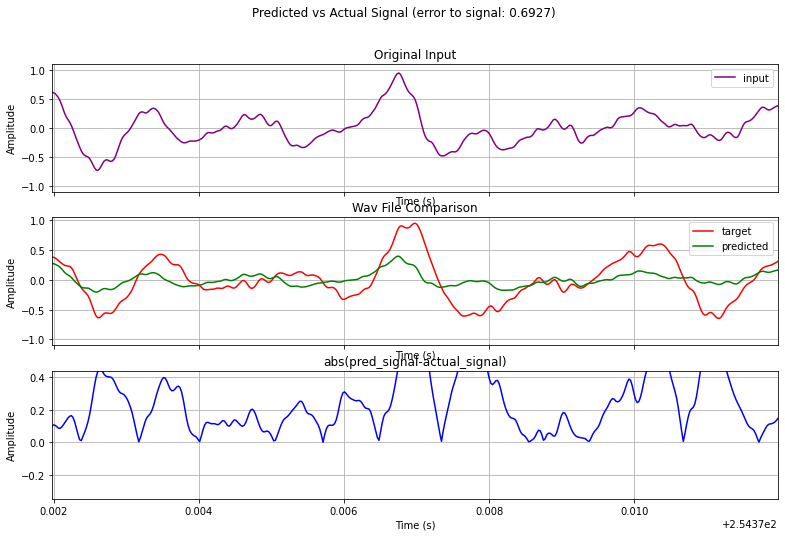 Predicted vs Actual Signal (error to signal: 0.6927)
Original Input
1.0
0.5
0.0
−0.5
−1.0
Amplitude
input
Time (s)
Wav File Comparison
1.0
0.5
0.0
−0.5
−1.0
Amplitude
target
predicted
Time (s)
abs(pred_signal-actual_signal)
0.4
0.2
0.0
−0.2
Amplitude
0.002
0.004
0.006
0.008
0.010
Time (s)
+2.5437e2